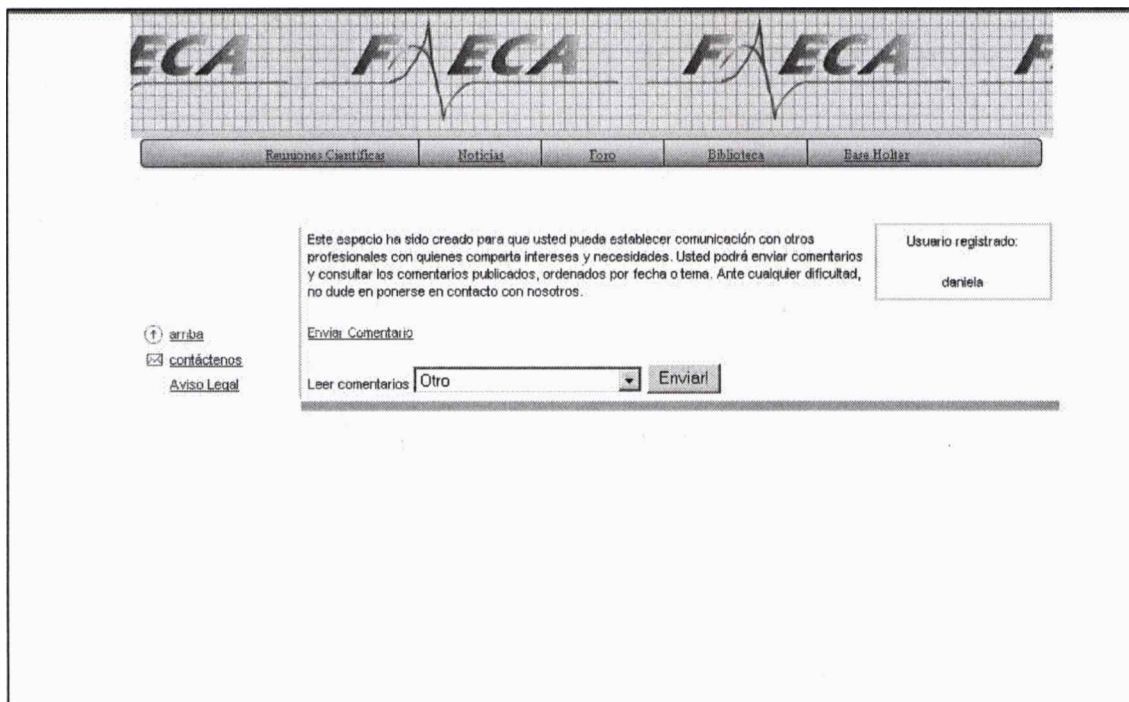 ECA FAECA FAECA F
Reuniones Científicas Noticias Foro Biblioteca Base Holter
Este espacio ha sido creado para que usted pueda establecer comunicación con otros
profesionales con quienes comparta intereses y necesidades. Usted podrá enviar comentarios
y consultar los comentarios publicados, ordenados por fecha o tema. Ante cualquier dificultad,
no dude en ponerse en contacto con nosotros.
Usuario registrado:
daniela
arriba
contáctenos
Aviso Legal
Enviar Comentario
Leer comentarios Otro Enviar!